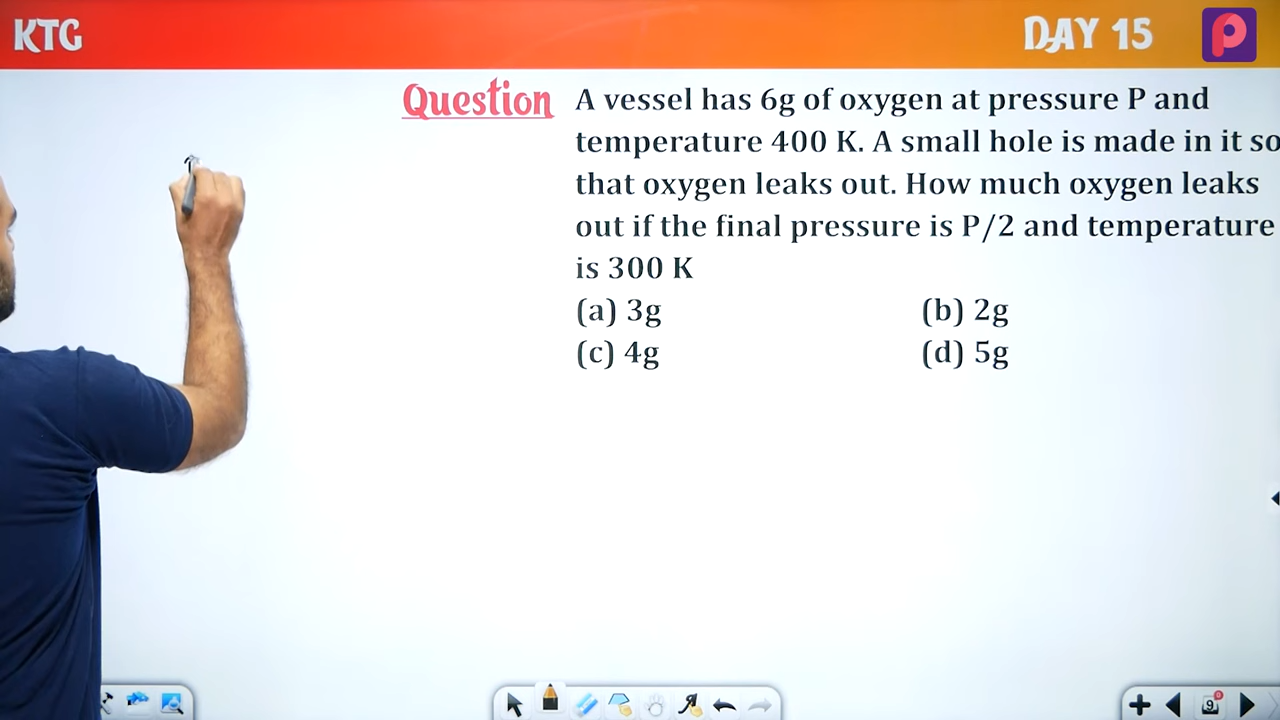 KTG
DAY 15
Question
A vessel has 6g of oxygen at pressure P and
temperature 400 K. A small hole is made in it so
that oxygen leaks out. How much oxygen leaks
out if the final pressure is P/2 and temperature
is 300 K
(a) 3g
(b) 2g
(c) 4g
(d) 5g
9